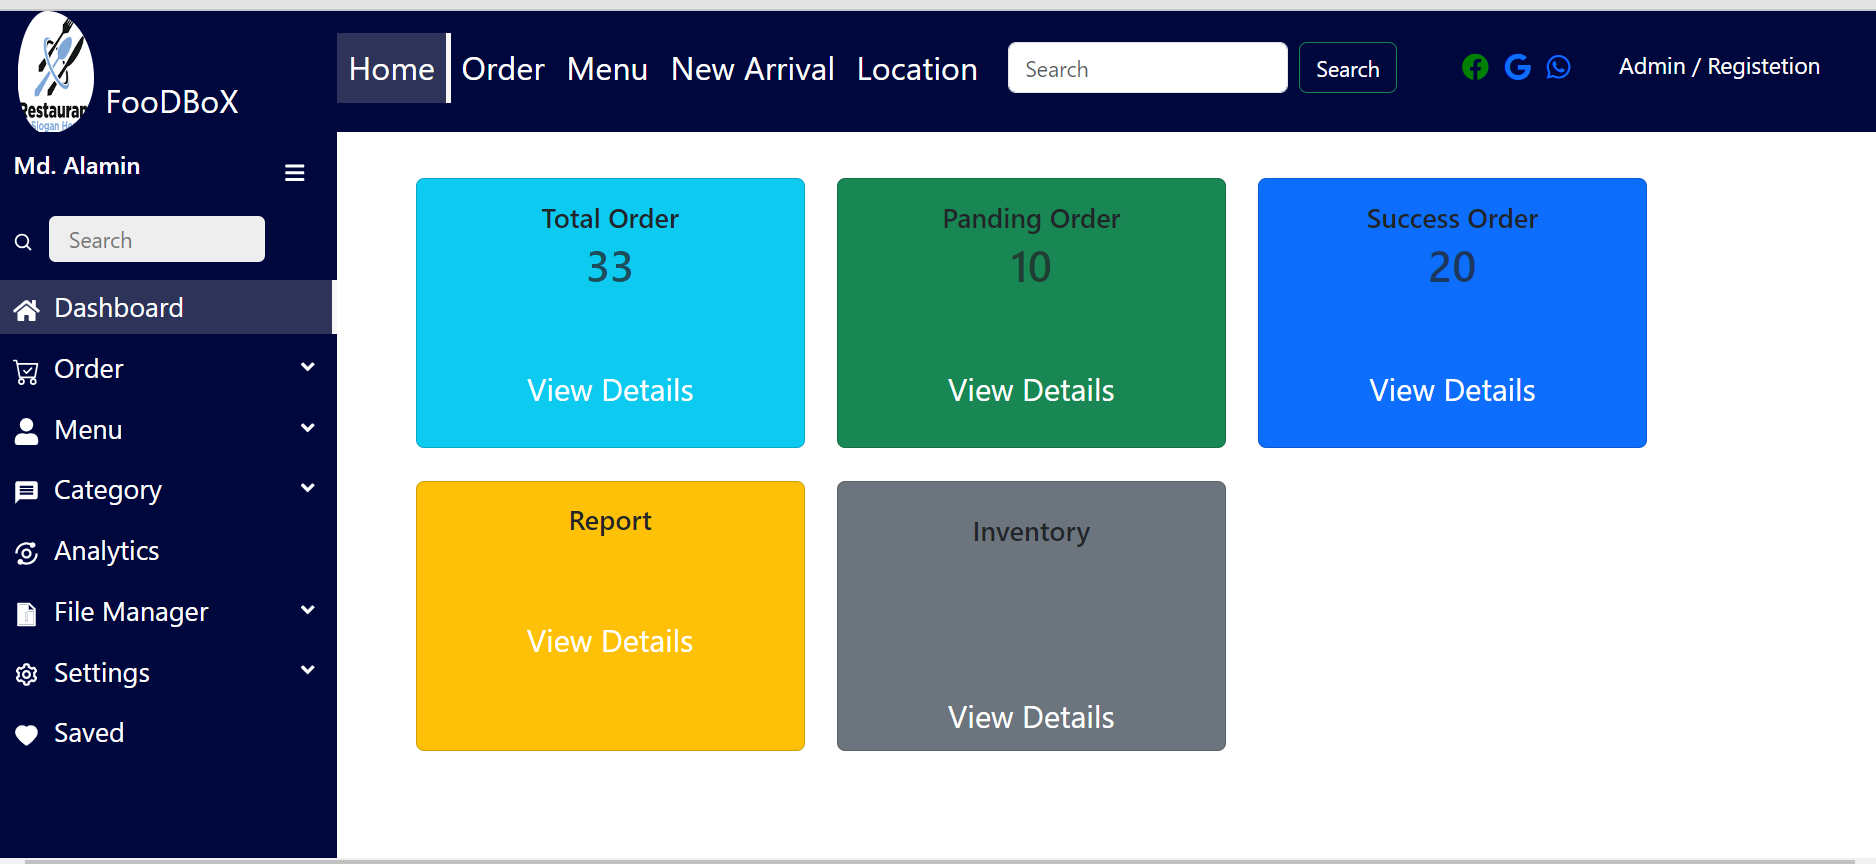 Restauran
Slogan He
FooDBoX
Home Order Menu New Arrival Location Search Search Admin / Registetion
Md. Alamin
Search
Dashboard
Order
Menu
Category
Analytics
File Manager
Settings
Saved
Total Order
33
View Details
Panding Order
10
View Details
Success Order
20
View Details
Report
View Details
Inventory
View Details